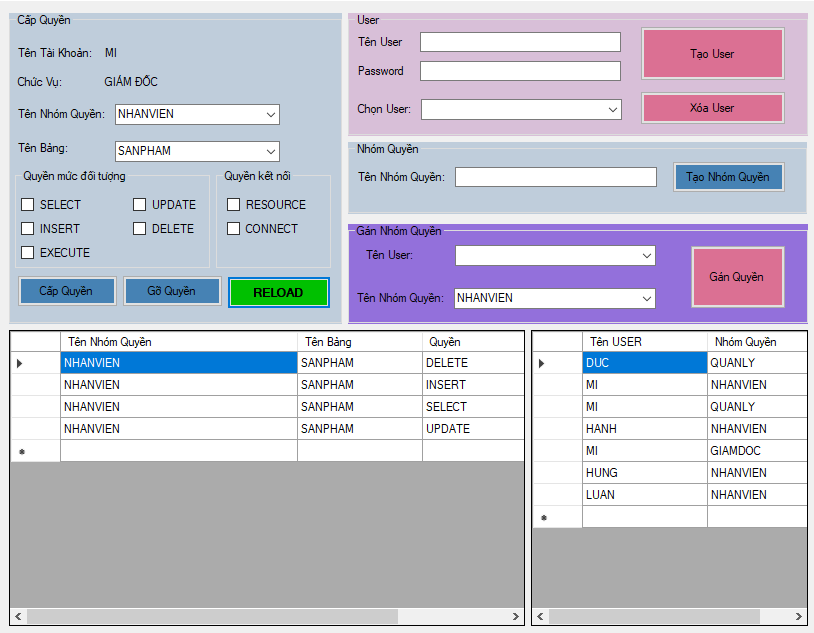 Cấp Quyền
Tên Tài Khoản: MI
Chức Vụ: GIÁM ĐỐC
Tên Nhóm Quyền: NHANVIEN
Tên Bảng: SANPHAM
Quyền mức đối tượng
SELECT UPDATE
INSERT DELETE
EXECUTE
Quyền kết nối
RESOURCE
CONNECT
Cấp Quyền Gỡ Quyền RELOAD
User
Tên User
Password
Chọn User:
Tạo User
Xóa User
Nhóm Quyền
Tên Nhóm Quyền: Tạo Nhóm Quyền
Gán Nhóm Quyền
Tên User:
Tên Nhóm Quyền: NHANVIEN
Gán Quyền
Tên Nhóm Quyền Tên Bảng Quyền
NHANVIEN SANPHAM DELETE
NHANVIEN SANPHAM INSERT
NHANVIEN SANPHAM SELECT
NHANVIEN SANPHAM UPDATE
Tên USER Nhóm Quyền
DUC QUANLY
MI NHANVIEN
MI QUANLY
HANH NHANVIEN
MI GIAMDOC
HUNG NHANVIEN
LUAN NHANVIEN